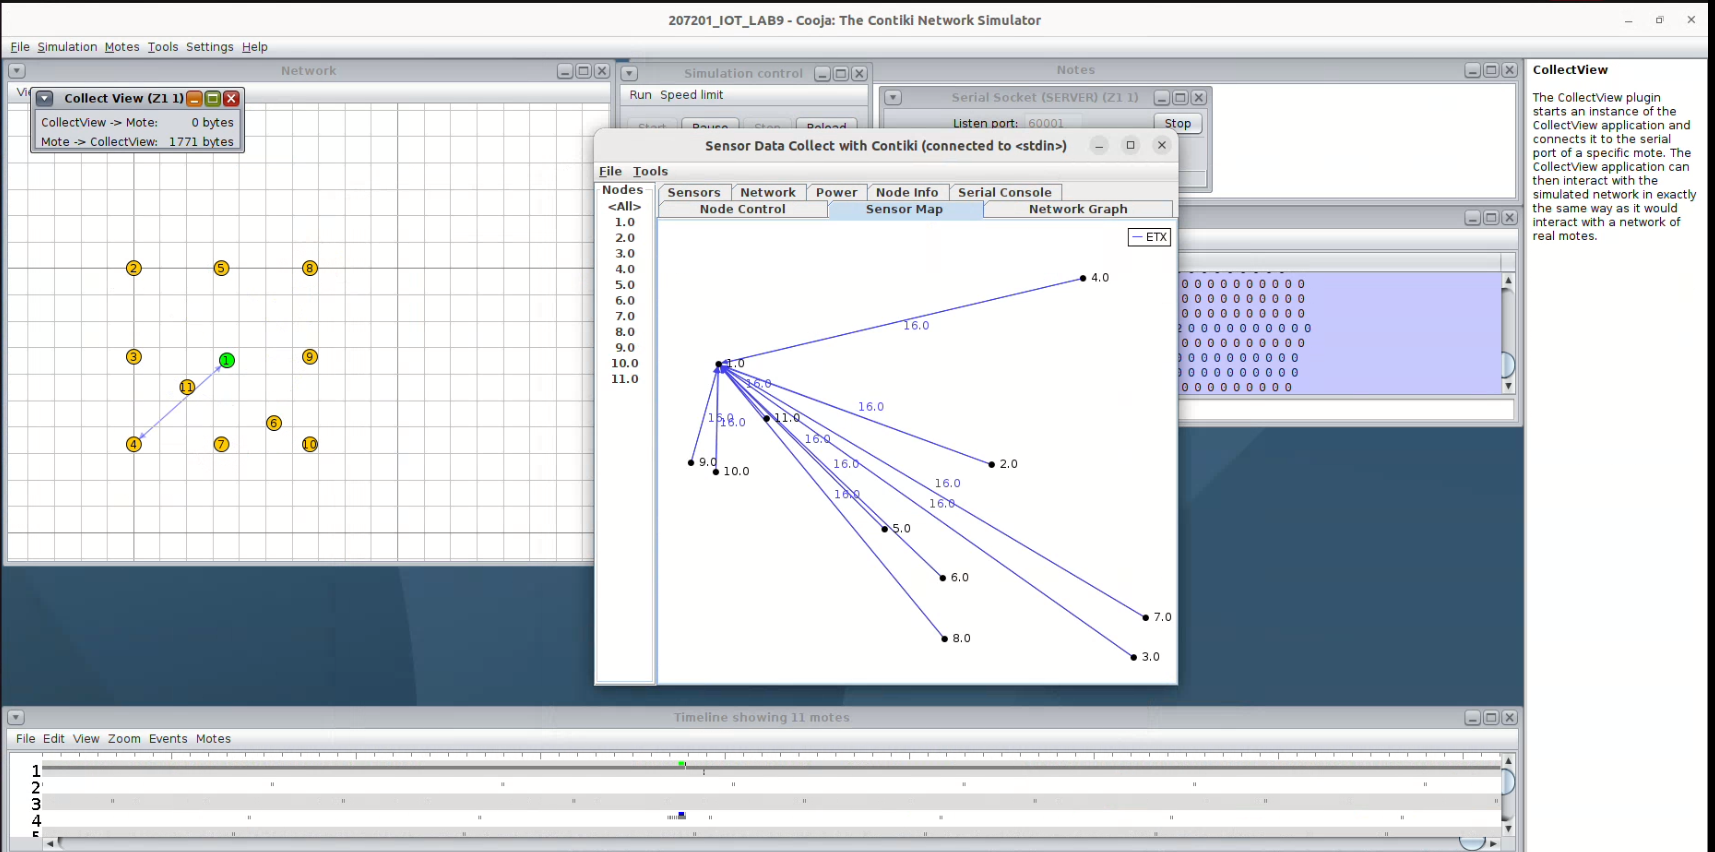 207201_IOT_LAB9 - Cooja: The Contiki Network Simulator
File Simulation Motes Tools Settings Help
Network
Collect View (Z1 1)
CollectView -> Mote: 0 bytes
Mote -> CollectView: 1771 bytes
2 5 8
3 1 9
11
6
4 7 10
Simulation control
Run Speed limit
Start Pause Stop Reload
Notes
Serial Socket (SERVER) (Z1 1)
Listen port: 60001 Stop
Sensor Data Collect with Contiki (connected to <stdin>)
File Tools
Nodes
<All>
1.0
2.0
3.0
4.0
5.0
6.0
7.0
8.0
9.0
10.0
11.0
Sensors Network Power Node Info Serial Console
Node Control Sensor Map Network Graph
ETX
4.0
16.0
1.0
16.0
16.0
11.0
16.0
16.0
9.0
2.0
10.0
16.0
16.0
16.0
16.0
5.0
6.0
7.0
8.0
3.0
0 0 0 0 0 0 0 0 0 0
0 0 0 0 0 0 0 0 0 0
0 0 0 0 0 0 0 0 0 0
2 0 0 0 0 0 0 0 0 0 0
0 0 0 0 0 0 0 0 0 0
0 0 0 0 0 0 0 0 0
0 0 0 0 0 0 0 0 0
0 0 0 0 0 0 0 0 0
CollectView
The CollectView plugin
starts an instance of the
CollectView application and
connects it to the serial
port of a specific mote. The
CollectView application can
then interact with the
simulated network in exactly
the same way as it would
interact with a network of
real motes.
Timeline showing 11 motes
File Edit View Zoom Events Motes
1
2
3
4